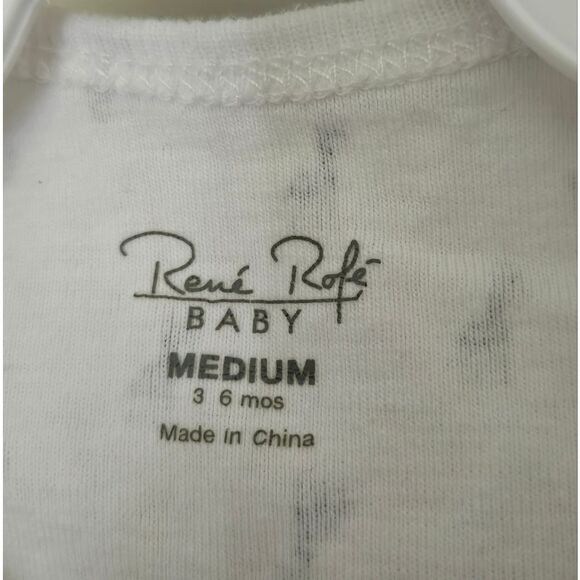 René Rofé
BABY
MEDIUM
3 6 mos
Made in China